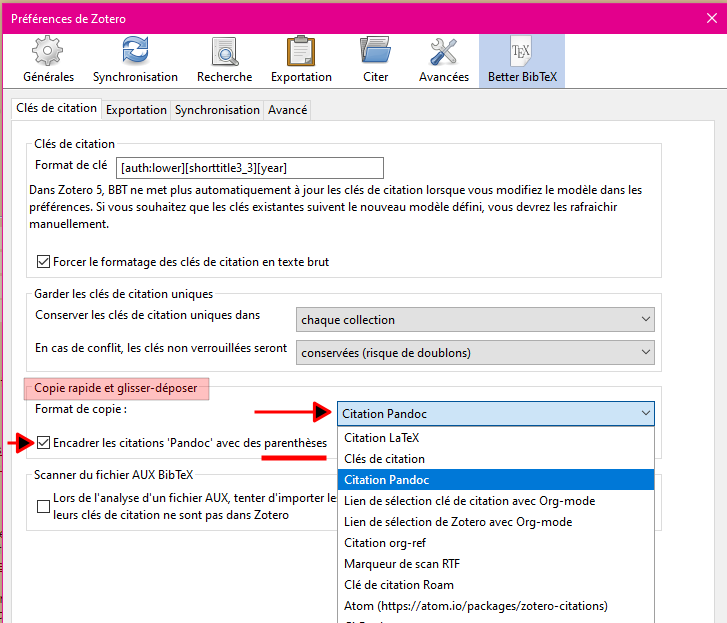 Préférences de Zotero
Générales
Synchronisation
Recherche
Exportation
Citer
Avancées
Better BibTeX
Clés de citation
Exportation
Synchronisation
Avancé
Clés de citation
Format de clé
[auth:lower][shorttitle3_3][year]
Dans Zotero 5, BBT ne met plus automatiquement à jour les clés de citation lorsque vous modifiez le modèle dans les
préférences. Si vous souhaitez que les clés existantes suivent le nouveau modèle défini, vous devrez les rafraichir
manuellement.
Forcer le formatage des clés de citation en texte brut
Garder les clés de citation uniques
Conserver les clés de citation uniques dans
chaque collection
En cas de conflit, les clés non verrouillées seront
conservées (risque de doublons)
Copie rapide et glisser-déposer
Format de copie :
Citation Pandoc
Encadrer les citations 'Pandoc' avec des parenthèses
Citation LaTeX
Clés de citation
Citation Pandoc
Lien de sélection clé de citation avec Org-mode
Lien de sélection de Zotero avec Org-mode
Citation org-ref
Marqueur de scan RTF
Clé de citation Roam
Atom (https://atom.io/packages/zotero-citations)
Scanner du fichier AUX BibTeX
Lors de l'analyse d'un fichier AUX, tenter d'importer les
leurs clés de citation ne sont pas dans Zotero